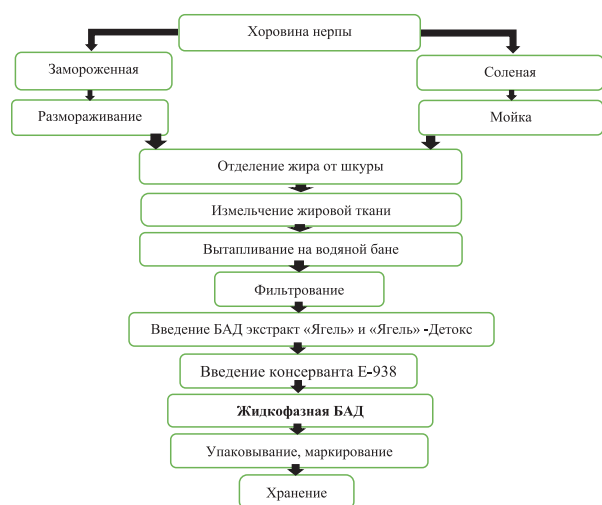 Хоровина нерпы
Замороженная
Соленая
Размораживание
Мойка
Отделение жира от шкуры
Измельчение жировой ткани
Вытапливание на водяной бане
Фильтрование
Введение БАД экстракт «Ягель» и «Ягель» -Детокс
Введение консерванта Е-938
Жидкофазная БАД
Упаковывание, маркирование
Хранение